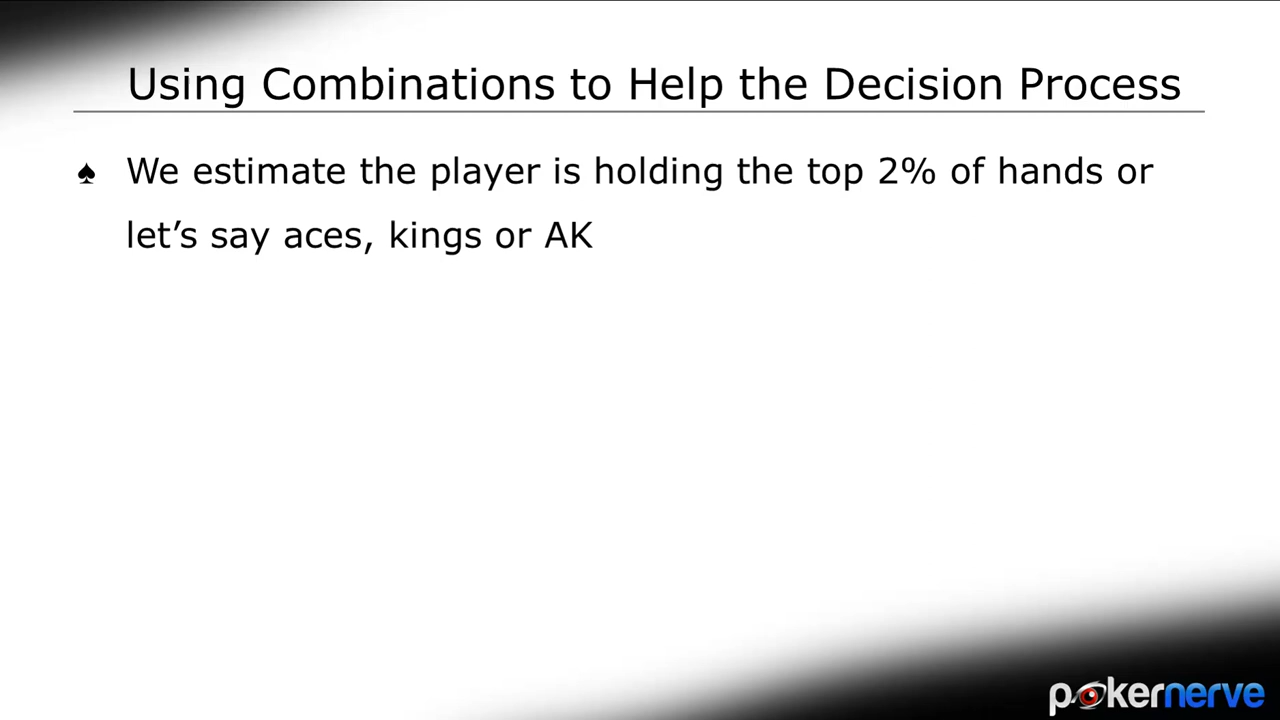 Using Combinations to Help the Decision Process
♠ We estimate the player is holding the top 2% of hands or
let’s say aces, kings or AK
pokernerve